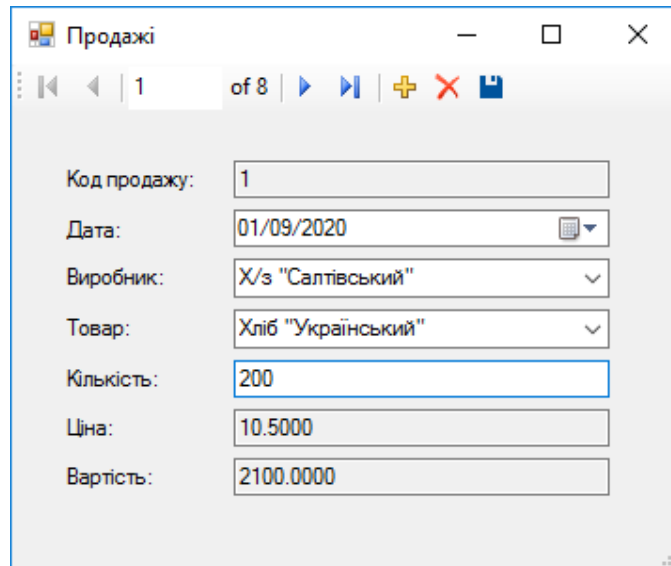 Продажі
1 of 8
Код продажу: 1
Дата: 01/09/2020
Виробник: Х/з "Салтівський"
Товар: Хліб "Український"
Кількість: 200
Ціна: 10.5000
Вартість: 2100.0000